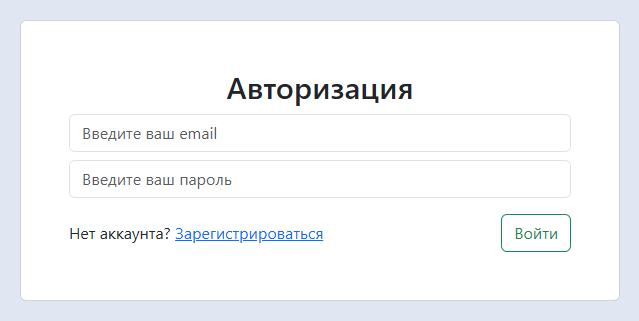 Авторизация
Введите ваш email
Введите ваш пароль
Нет аккаунта? Зарегистрироваться Войти